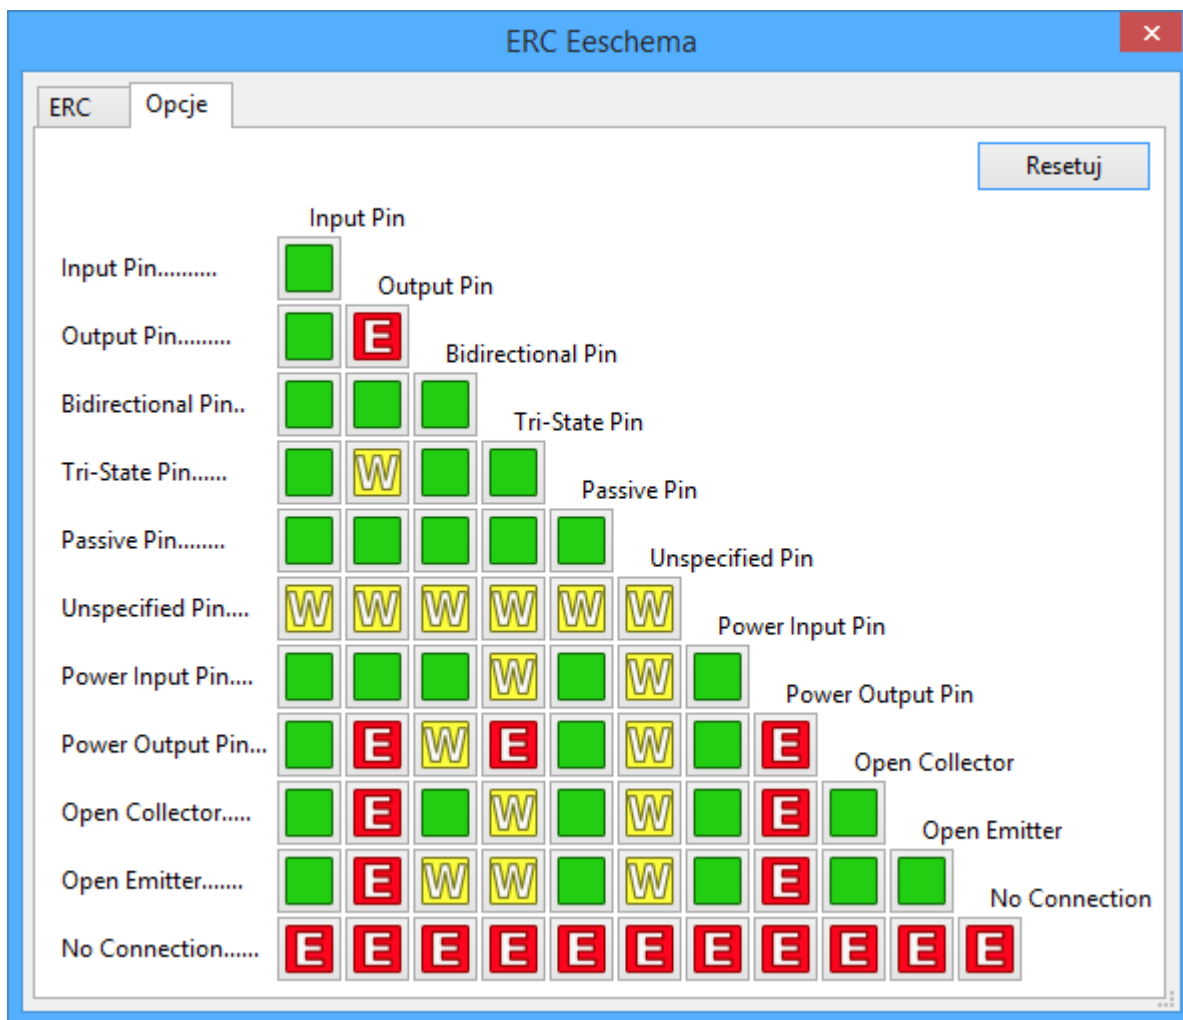 ERC Eeschema
ERC Opcje
Resetuj
Input Pin
Input Pin..........
Output Pin
Output Pin......... E
Bidirectional Pin
Bidirectional Pin..
Tri-State Pin
Tri-State Pin...... W
Passive Pin
Passive Pin........
Unspecified Pin
Unspecified Pin.... W W W W W W
Power Input Pin
Power Input Pin.... W W
Power Output Pin
Power Output Pin... E W E W E
Open Collector
Open Collector..... E W W E
Open Emitter
Open Emitter....... E W W W E
No Connection
No Connection...... E E E E E E E E E E E